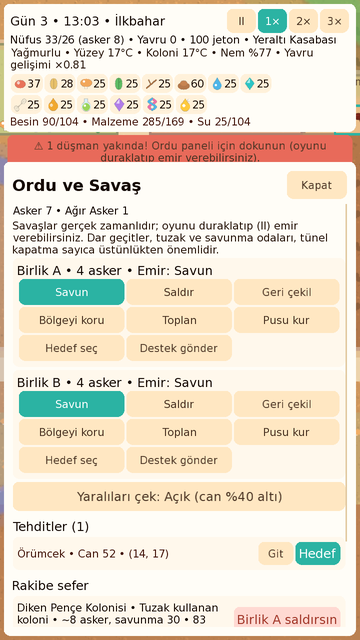 Gün 3 • 13:03 • İlkbahar
II
1×
2×
3×
Nüfus 33/26 (asker 8) • Yavru 0 • 100 jeton • Yeraltı Kasabası
Yağmurlu • Yüzey 17°C • Koloni 17°C • Nem %77 • Yavru
gelişimi ×0.81
37 28 25 25 25 60 25 25
25 25 25 25 25 25
Besin 90/104 • Malzeme 285/169 • Su 25/104
⚠ 1 düşman yakında! Ordu paneli için dokunun (oyunu
duraklatıp emir verebilirsiniz).
Ordu ve Savaş
Kapat
Asker 7 • Ağır Asker 1
Savaşlar gerçek zamanlıdır; oyunu duraklatıp (II) emir
verebilirsiniz. Dar geçitler, tuzak ve savunma odaları, tünel
kapatma sayıca üstünlükten önemlidir.
Birlik A • 4 asker • Emir: Savun
Savun
Saldır
Geri çekil
Bölgeyi koru
Toplan
Pusu kur
Hedef seç
Destek gönder
Birlik B • 4 asker • Emir: Savun
Savun
Saldır
Geri çekil
Bölgeyi koru
Toplan
Pusu kur
Hedef seç
Destek gönder
Yaralıları çek: Açık (can %40 altı)
Tehditler (1)
Örümcek • Can 52 • (14, 17)
Git
Hedef
Rakibe sefer
Diken Pençe Kolonisi • Tuzak kullanan
koloni • ~8 asker, savunma 30 • 83
Birlik A saldırsın